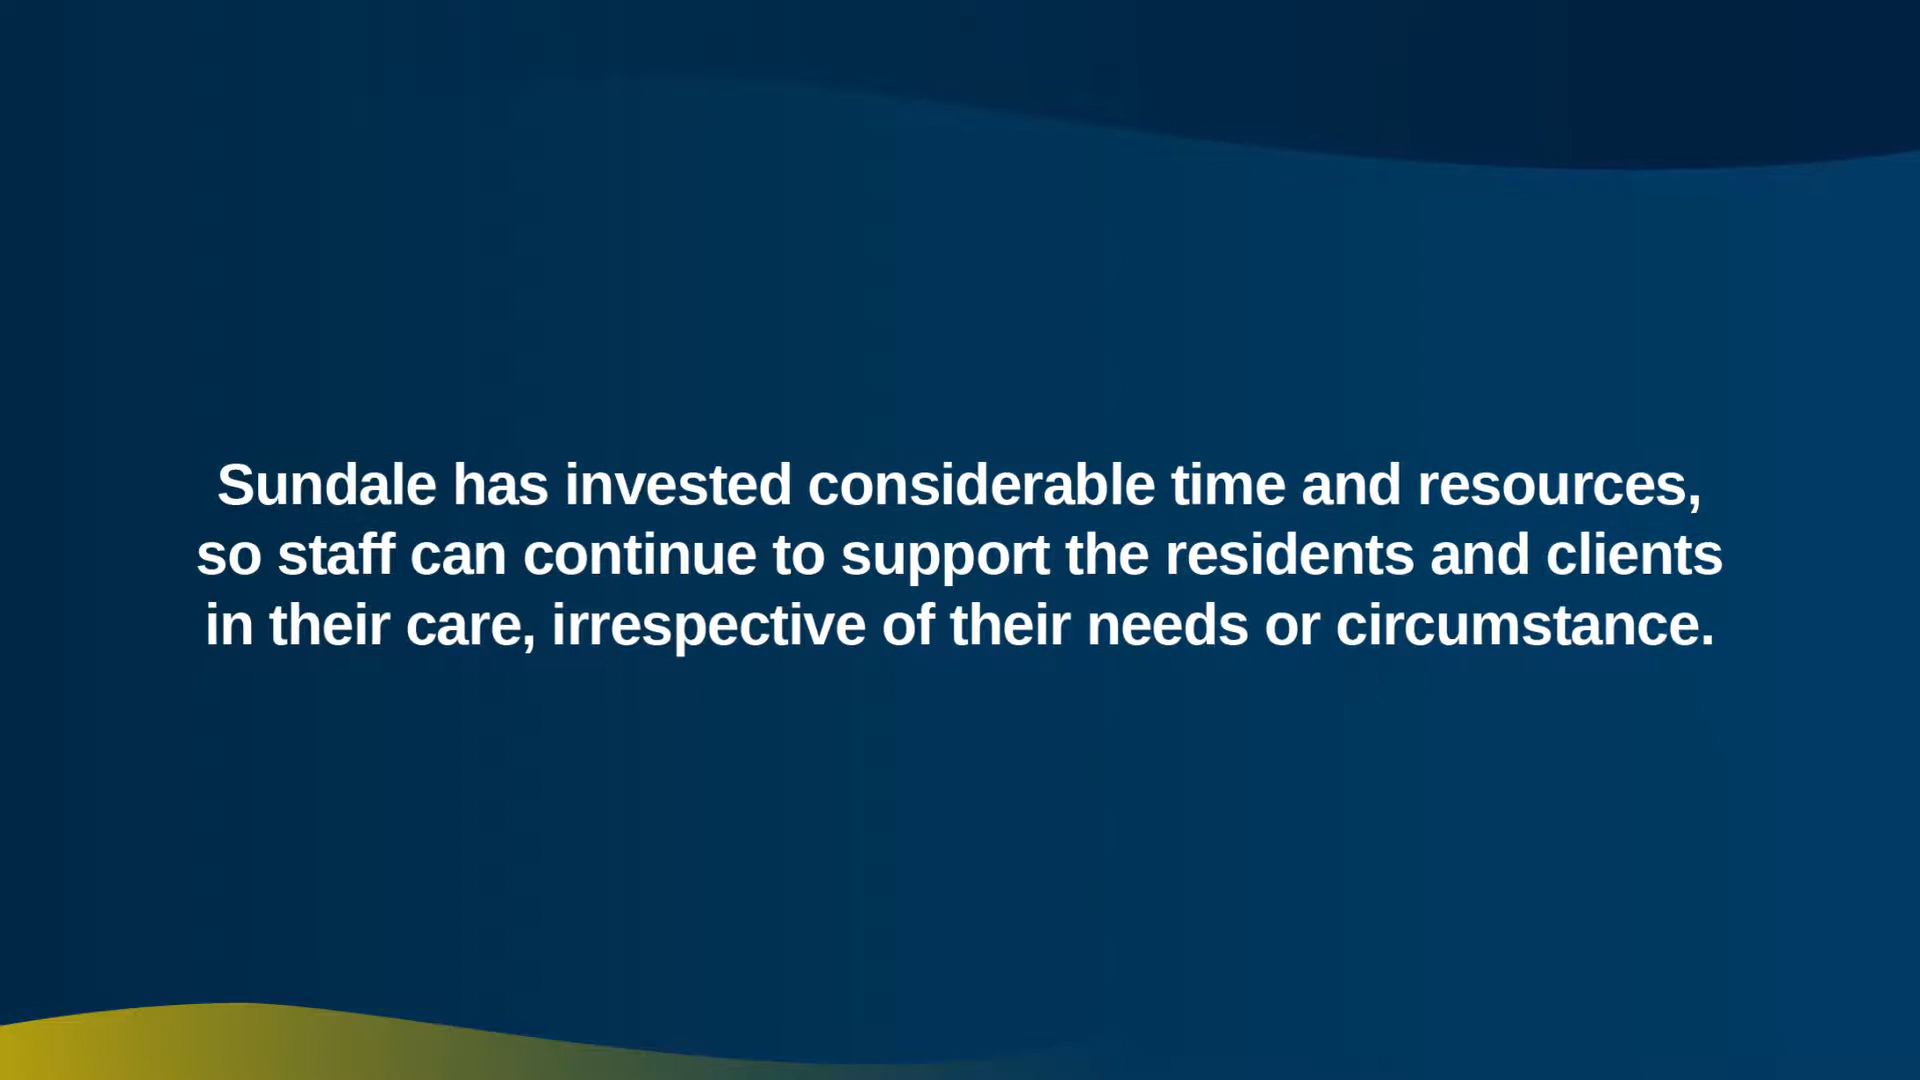 Sundale has invested considerable time and resources,
so staff can continue to support the residents and clients
in their care, irrespective of their needs or circumstance.